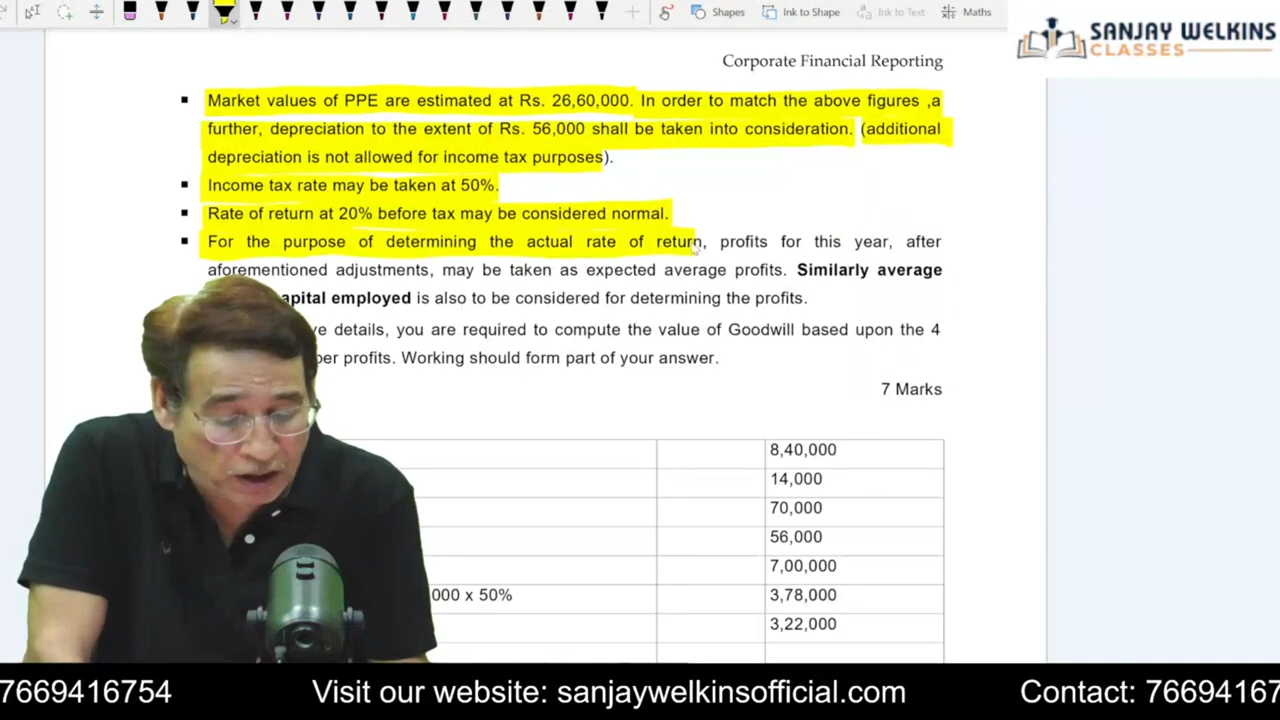 Shapes
Ink to Shape
Ink to Text
Maths
SANJAY WELKINS
CLASSES
Corporate Financial Reporting
▪ Market values of PPE are estimated at Rs. 26,60,000. In order to match the above figures ,a
further, depreciation to the extent of Rs. 56,000 shall be taken into consideration. (additional
depreciation is not allowed for income tax purposes).
▪ Income tax rate may be taken at 50%.
▪ Rate of return at 20% before tax may be considered normal.
▪ For the purpose of determining the actual rate of return, profits for this year, after
aforementioned adjustments, may be taken as expected average profits. Similarly average
employed is also to be considered for determining the profits.
details, you are required to compute the value of Goodwill based upon the 4
profits. Working should form part of your answer.
7 Marks
8,40,000
14,000
70,000
56,000
7,00,000
000 x 50% 3,78,000
3,22,000
7669416754 Visit our website: sanjaywelkinsofficial.com Contact: 7669416